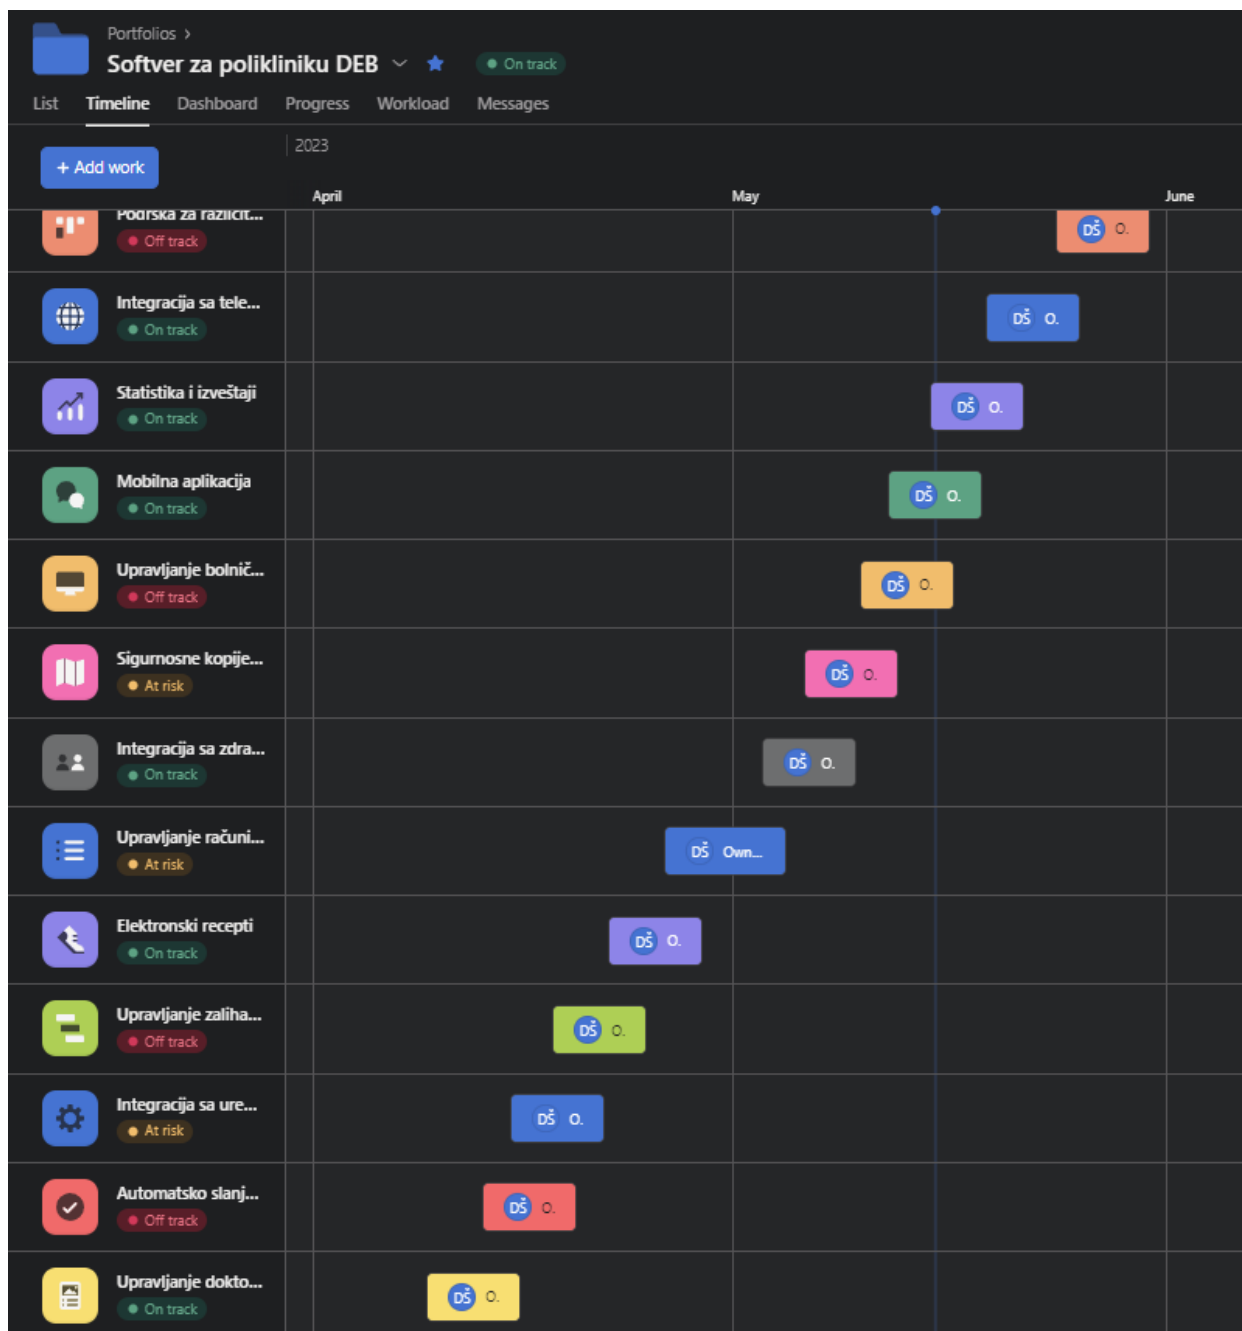 Portfolios >
Softver za polikliniku DEB
On track
List Timeline Dashboard Progress Workload Messages
+ Add work
2023
April May June
Podrška za različit...
Off track
DŠ O.
Integracija sa tele...
On track
DŠ O.
Statistika i izveštaji
On track
DŠ O.
Mobilna aplikacija
On track
DŠ O.
Upravljanje bolnič...
Off track
DŠ O.
Sigurnosne kopije...
At risk
DŠ O.
Integracija sa zdra...
On track
DŠ O.
Upravljanje računi...
At risk
DŠ Own...
Elektronski recepti
On track
DŠ O.
Upravljanje zaliha...
Off track
DŠ O.
Integracija sa ure...
At risk
DŠ O.
Automatsko slanj...
Off track
DŠ O.
Upravljanje dokto...
On track
DŠ O.